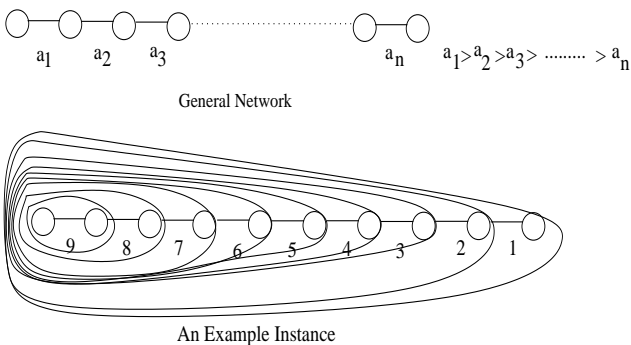 a1 a2 a3 an a1>a2>a3> ......... > an
General Network
9 8 7 6 5 4 3 2 1
An Example Instance